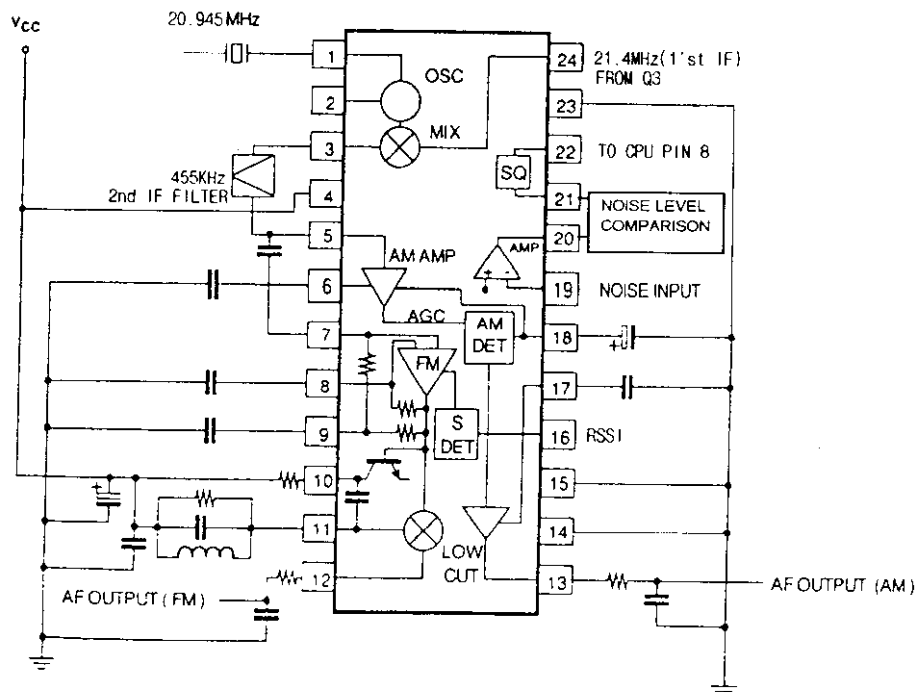 20.945MHz
VCC
1
2
3
4
5
6
7
8
9
10
11
12
24
23
22
21
20
19
18
17
16
15
14
13
OSC
MIX
21.4MHz(1'st IF)
FROM Q3
TO CPU PIN 8
SQ
NOISE LEVEL
COMPARISON
455KHz
2nd IF FILTER
AMP
+ -
AM AMP
NOISE INPUT
AGC
AM
DET
+
FM
S
DET
RSSI
+
LOW
CUT
AF OUTPUT (FM)
AF OUTPUT (AM)